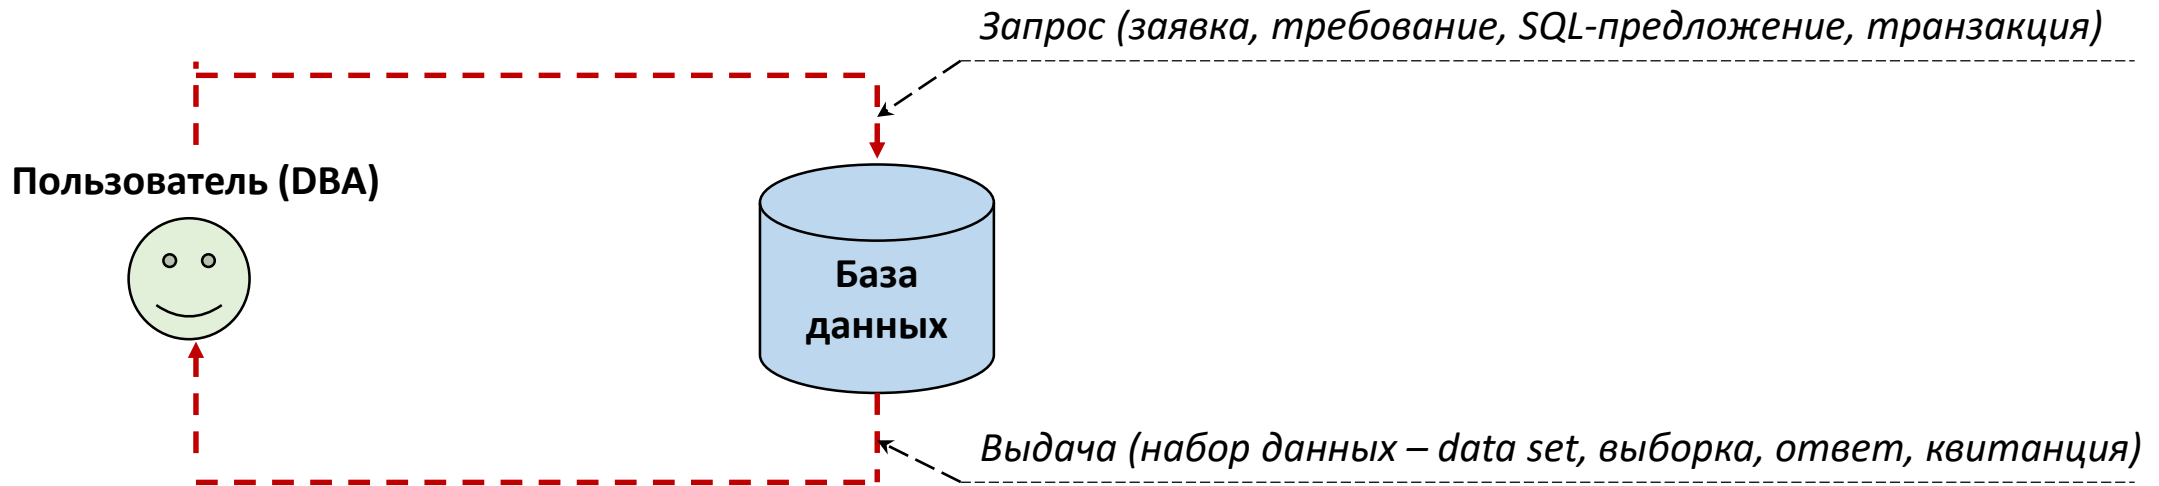 Запрос (заявка, требование, SQL-предложение, транзакция)
Пользователь (DBA)
База
данных
Выдача (набор данных – data set, выборка, ответ, квитанция)